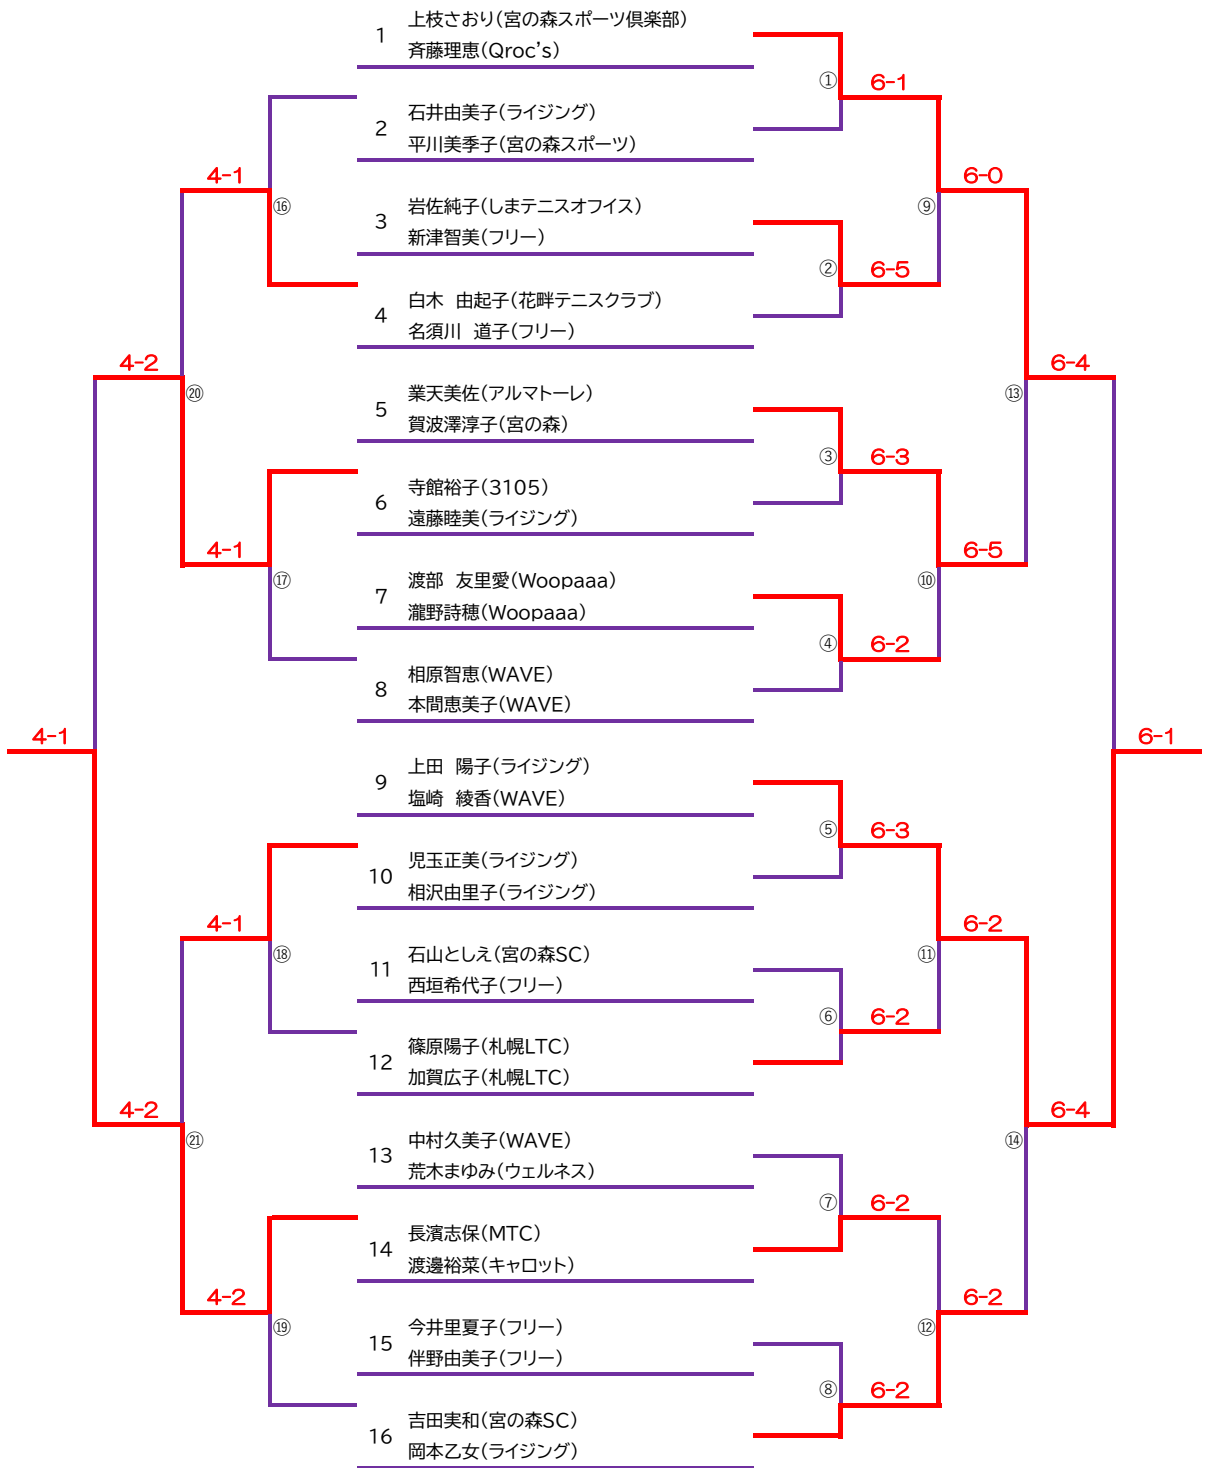 1
上枝さおり(宮の森スポーツ倶楽部)
斉藤理恵(Qroc's)
2
石井由美子(ライジング)
平川美季子(宮の森スポーツ)
3
岩佐純子(しまテニスオフイス)
新津智美(フリー)
4
白木　由起子(花畔テニスクラブ)
名須川　道子(フリー)
5
業天美佐(アルマトーレ)
賀波澤淳子(宮の森)
6
寺館裕子(3105)
遠藤睦美(ライジング)
7
渡部　友里愛(Woopaaa)
瀧野詩穂(Woopaaa)
8
相原智恵(WAVE)
本間恵美子(WAVE)
9
上田　陽子(ライジング)
塩崎　綾香(WAVE)
10
児玉正美(ライジング)
相沢由里子(ライジング)
11
石山としえ(宮の森SC)
西垣希代子(フリー)
12
篠原陽子(札幌LTC)
加賀広子(札幌LTC)
13
中村久美子(WAVE)
荒木まゆみ(ウェルネス)
14
長濱志保(MTC)
渡邊裕菜(キャロット)
15
今井里夏子(フリー)
伴野由美子(フリー)
16
吉田実和(宮の森SC)
岡本乙女(ライジング)
① 6-1
② 6-5
③ 6-3
④ 6-2
⑤ 6-3
⑥ 6-2
⑦ 6-2
⑧ 6-2
⑨ 6-0
⑩ 6-5
⑪ 6-2
⑫ 6-2
⑬ 6-4
⑭ 6-4
6-1
4-1 ⑯
4-1 ⑰
4-1 ⑱
4-2 ⑲
4-2 ⑳
4-2 ㉑
4-1